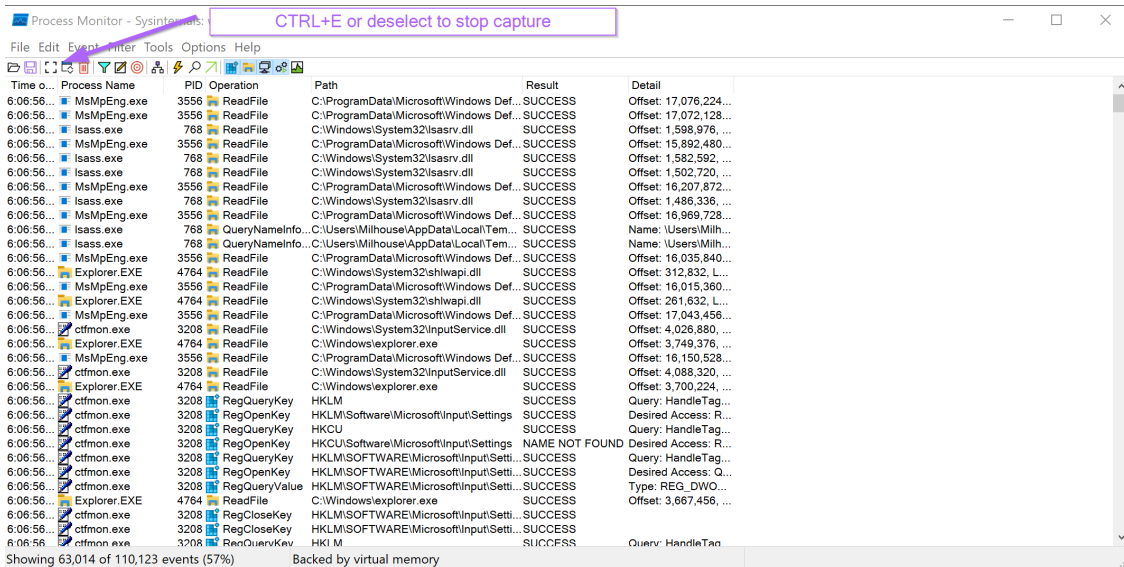 Process Monitor - Sysinternals: w
CTRL+E or deselect to stop capture
File Edit Event Filter Tools Options Help
Time o... Process Name PID Operation Path Result Detail
6:06:56... MsMpEng.exe 3556 ReadFile C:\ProgramData\Microsoft\Windows Def... SUCCESS Offset: 17,076,224...
6:06:56... MsMpEng.exe 3556 ReadFile C:\ProgramData\Microsoft\Windows Def... SUCCESS Offset: 17,072,128...
6:06:56... lsass.exe 768 ReadFile C:\Windows\System32\lsasrv.dll SUCCESS Offset: 1,598,976, ...
6:06:56... MsMpEng.exe 3556 ReadFile C:\ProgramData\Microsoft\Windows Def... SUCCESS Offset: 15,892,480...
6:06:56... lsass.exe 768 ReadFile C:\Windows\System32\lsasrv.dll SUCCESS Offset: 1,582,592, ...
6:06:56... lsass.exe 768 ReadFile C:\Windows\System32\lsasrv.dll SUCCESS Offset: 1,502,720, ...
6:06:56... MsMpEng.exe 3556 ReadFile C:\ProgramData\Microsoft\Windows Def... SUCCESS Offset: 16,207,872...
6:06:56... lsass.exe 768 ReadFile C:\Windows\System32\lsasrv.dll SUCCESS Offset: 1,486,336, ...
6:06:56... MsMpEng.exe 3556 ReadFile C:\ProgramData\Microsoft\Windows Def... SUCCESS Offset: 16,969,728...
6:06:56... lsass.exe 768 QueryNameInfo... C:\Users\Milhouse\AppData\Local\Tem... SUCCESS Name: \Users\Milh...
6:06:56... lsass.exe 768 QueryNameInfo... C:\Users\Milhouse\AppData\Local\Tem... SUCCESS Name: \Users\Milh...
6:06:56... MsMpEng.exe 3556 ReadFile C:\ProgramData\Microsoft\Windows Def... SUCCESS Offset: 16,035,840...
6:06:56... Explorer.EXE 4764 ReadFile C:\Windows\System32\shlwapi.dll SUCCESS Offset: 312,832, L...
6:06:56... MsMpEng.exe 3556 ReadFile C:\ProgramData\Microsoft\Windows Def... SUCCESS Offset: 16,015,360...
6:06:56... Explorer.EXE 4764 ReadFile C:\Windows\System32\shlwapi.dll SUCCESS Offset: 261,632, L...
6:06:56... MsMpEng.exe 3556 ReadFile C:\ProgramData\Microsoft\Windows Def... SUCCESS Offset: 17,043,456...
6:06:56... ctfmon.exe 3208 ReadFile C:\Windows\System32\InputService.dll SUCCESS Offset: 4,026,880, ...
6:06:56... Explorer.EXE 4764 ReadFile C:\Windows\explorer.exe SUCCESS Offset: 3,749,376, ...
6:06:56... MsMpEng.exe 3556 ReadFile C:\ProgramData\Microsoft\Windows Def... SUCCESS Offset: 16,150,528...
6:06:56... ctfmon.exe 3208 ReadFile C:\Windows\System32\InputService.dll SUCCESS Offset: 4,088,320, ...
6:06:56... Explorer.EXE 4764 ReadFile C:\Windows\explorer.exe SUCCESS Offset: 3,700,224, ...
6:06:56... ctfmon.exe 3208 RegQueryKey HKLM SUCCESS Query: HandleTag...
6:06:56... ctfmon.exe 3208 RegOpenKey HKLM\Software\Microsoft\Input\Settings SUCCESS Desired Access: R...
6:06:56... ctfmon.exe 3208 RegQueryKey HKCU SUCCESS Query: HandleTag...
6:06:56... ctfmon.exe 3208 RegOpenKey HKCU\Software\Microsoft\Input\Settings NAME NOT FOUND Desired Access: R...
6:06:56... ctfmon.exe 3208 RegQueryKey HKLM\SOFTWARE\Microsoft\Input\Setti... SUCCESS Query: HandleTag...
6:06:56... ctfmon.exe 3208 RegOpenKey HKLM\SOFTWARE\Microsoft\Input\Setti... SUCCESS Desired Access: Q...
6:06:56... ctfmon.exe 3208 RegQueryValue HKLM\SOFTWARE\Microsoft\Input\Setti... SUCCESS Type: REG_DWO...
6:06:56... Explorer.EXE 4764 ReadFile C:\Windows\explorer.exe SUCCESS Offset: 3,667,456, ...
6:06:56... ctfmon.exe 3208 RegCloseKey HKLM\SOFTWARE\Microsoft\Input\Setti... SUCCESS
6:06:56... ctfmon.exe 3208 RegCloseKey HKLM\SOFTWARE\Microsoft\Input\Setti... SUCCESS
6:06:56 ctfmon.exe 3208 RegQueryKey HKLM SUCCESS Query: HandleTag
Showing 63,014 of 110,123 events (57%) Backed by virtual memory